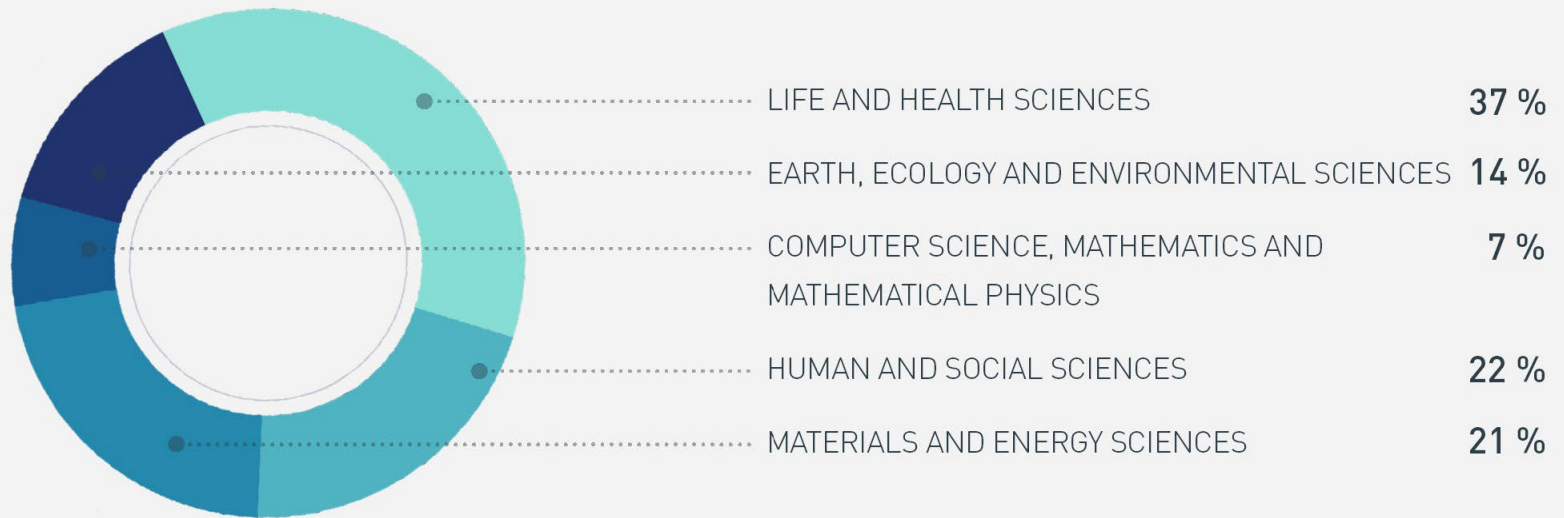 LIFE AND HEALTH SCIENCES 37 %
EARTH, ECOLOGY AND ENVIRONMENTAL SCIENCES 14 %
COMPUTER SCIENCE, MATHEMATICS AND 7 %
MATHEMATICAL PHYSICS
HUMAN AND SOCIAL SCIENCES 22 %
MATERIALS AND ENERGY SCIENCES 21 %